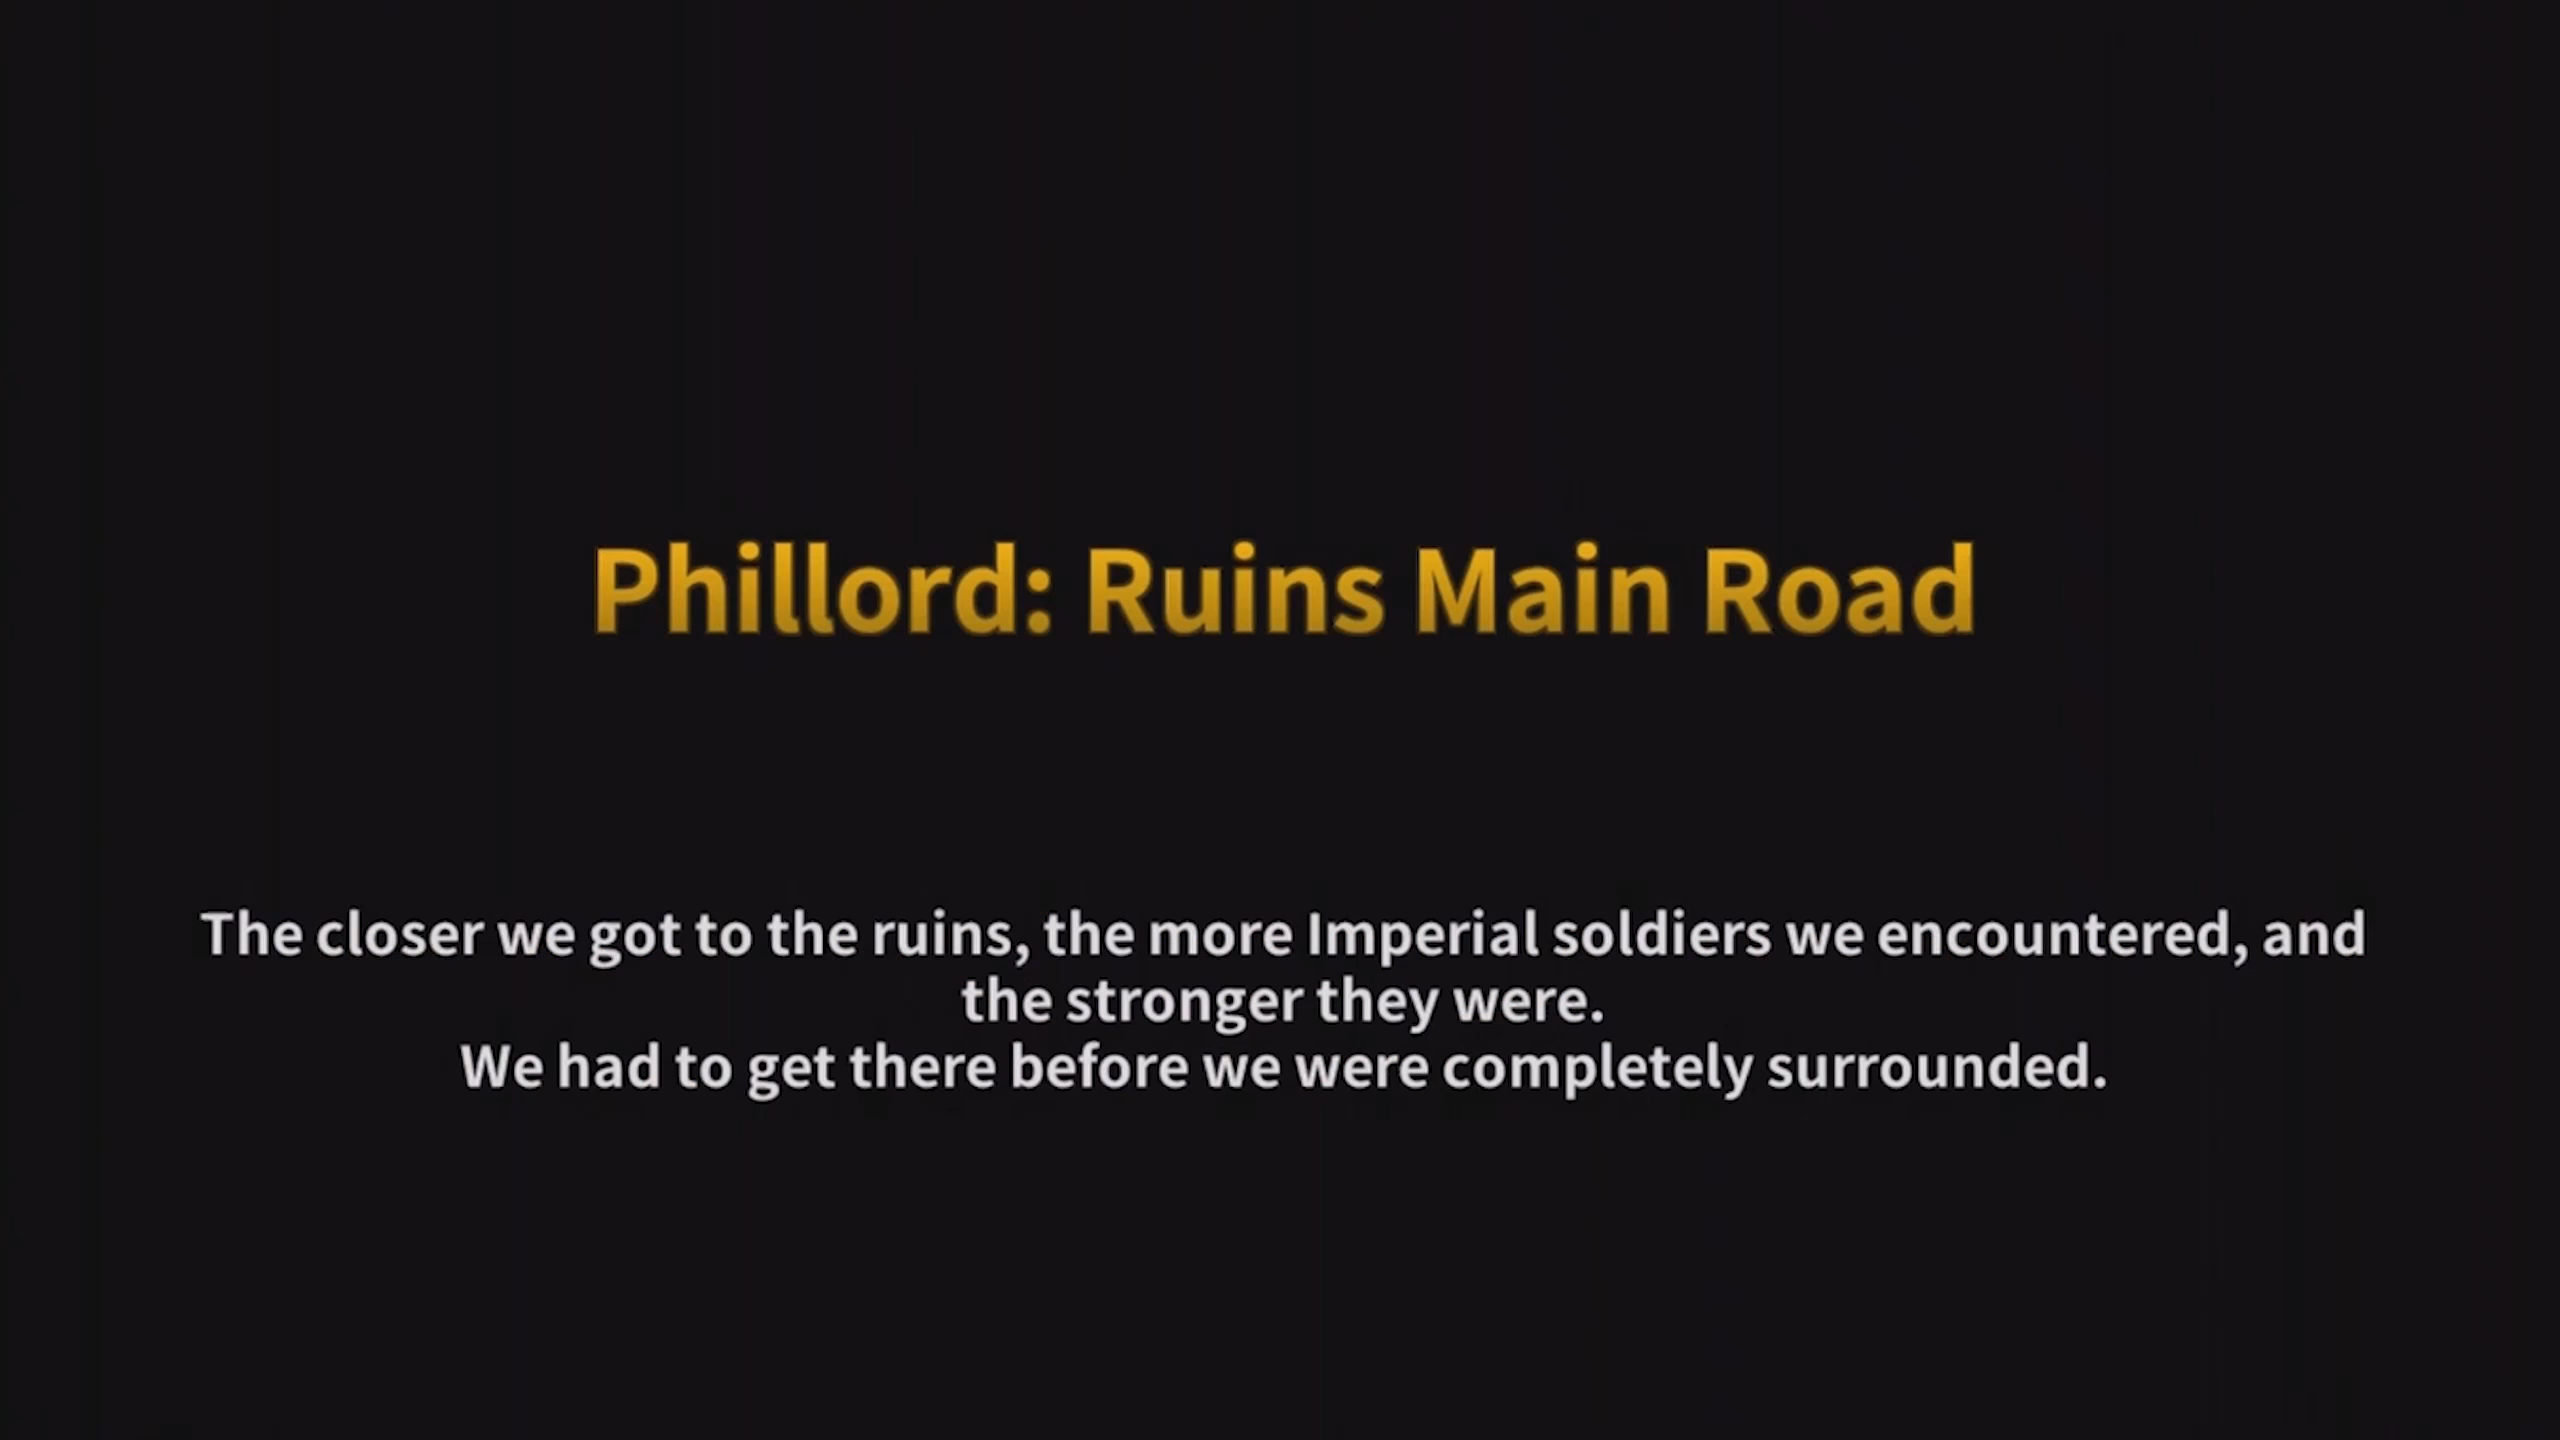 Phillord: Ruins Main Road
The closer we got to the ruins, the more Imperial soldiers we encountered, and
the stronger they were.
We had to get there before we were completely surrounded.